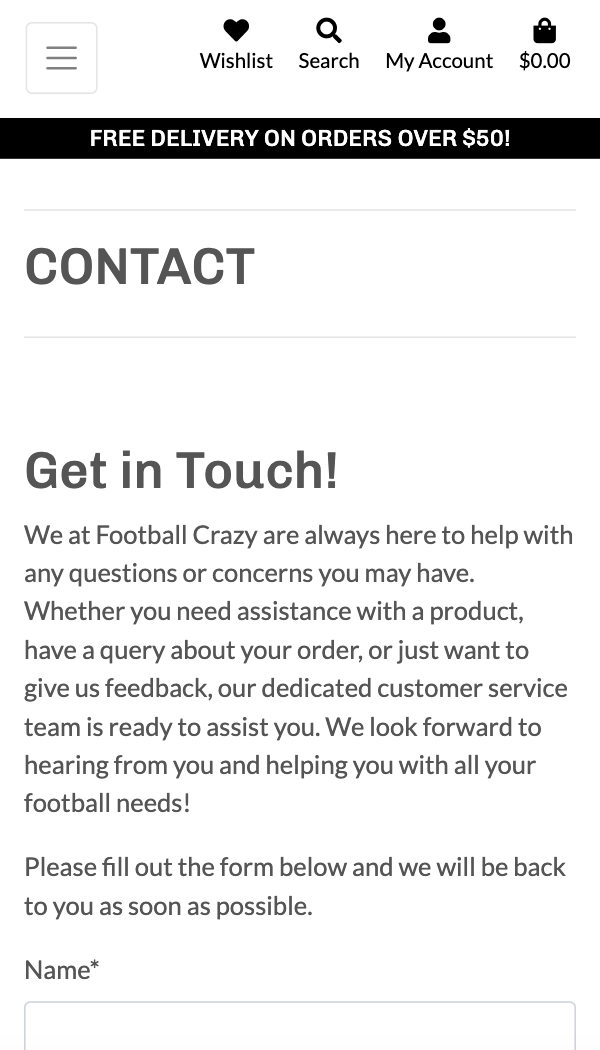 Wishlist
Search
My Account
$0.00
FREE DELIVERY ON ORDERS OVER $50!
CONTACT
Get in Touch!
We at Football Crazy are always here to help with
any questions or concerns you may have.
Whether you need assistance with a product,
have a query about your order, or just want to
give us feedback, our dedicated customer service
team is ready to assist you. We look forward to
hearing from you and helping you with all your
football needs!
Please fill out the form below and we will be back
to you as soon as possible.
Name*